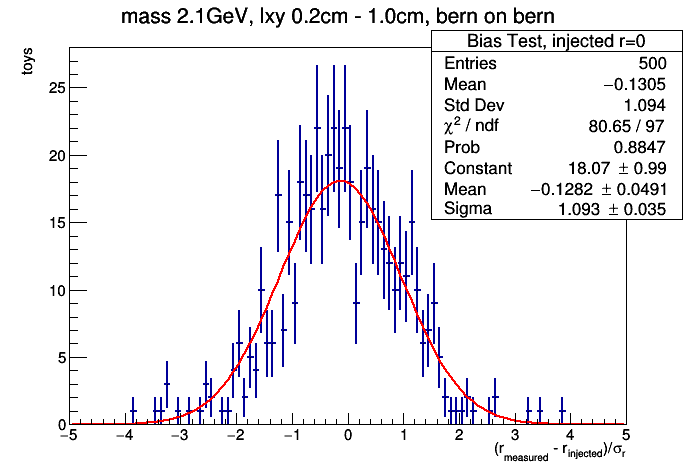 mass 2.1GeV, lxy 0.2cm - 1.0cm, bern on bern
Bias Test, injected r=0
Entries 500
Mean −0.1305
Std Dev 1.094
χ² / ndf 80.65 / 97
Prob 0.8847
Constant 18.07 ± 0.99
Mean −0.1282 ± 0.0491
Sigma 1.093 ± 0.035
toys
25
20
15
10
5
0
−5 −4 −3 −2 −1 0 1 2 3 4 5
(r_measured - r_injected)/σ_r